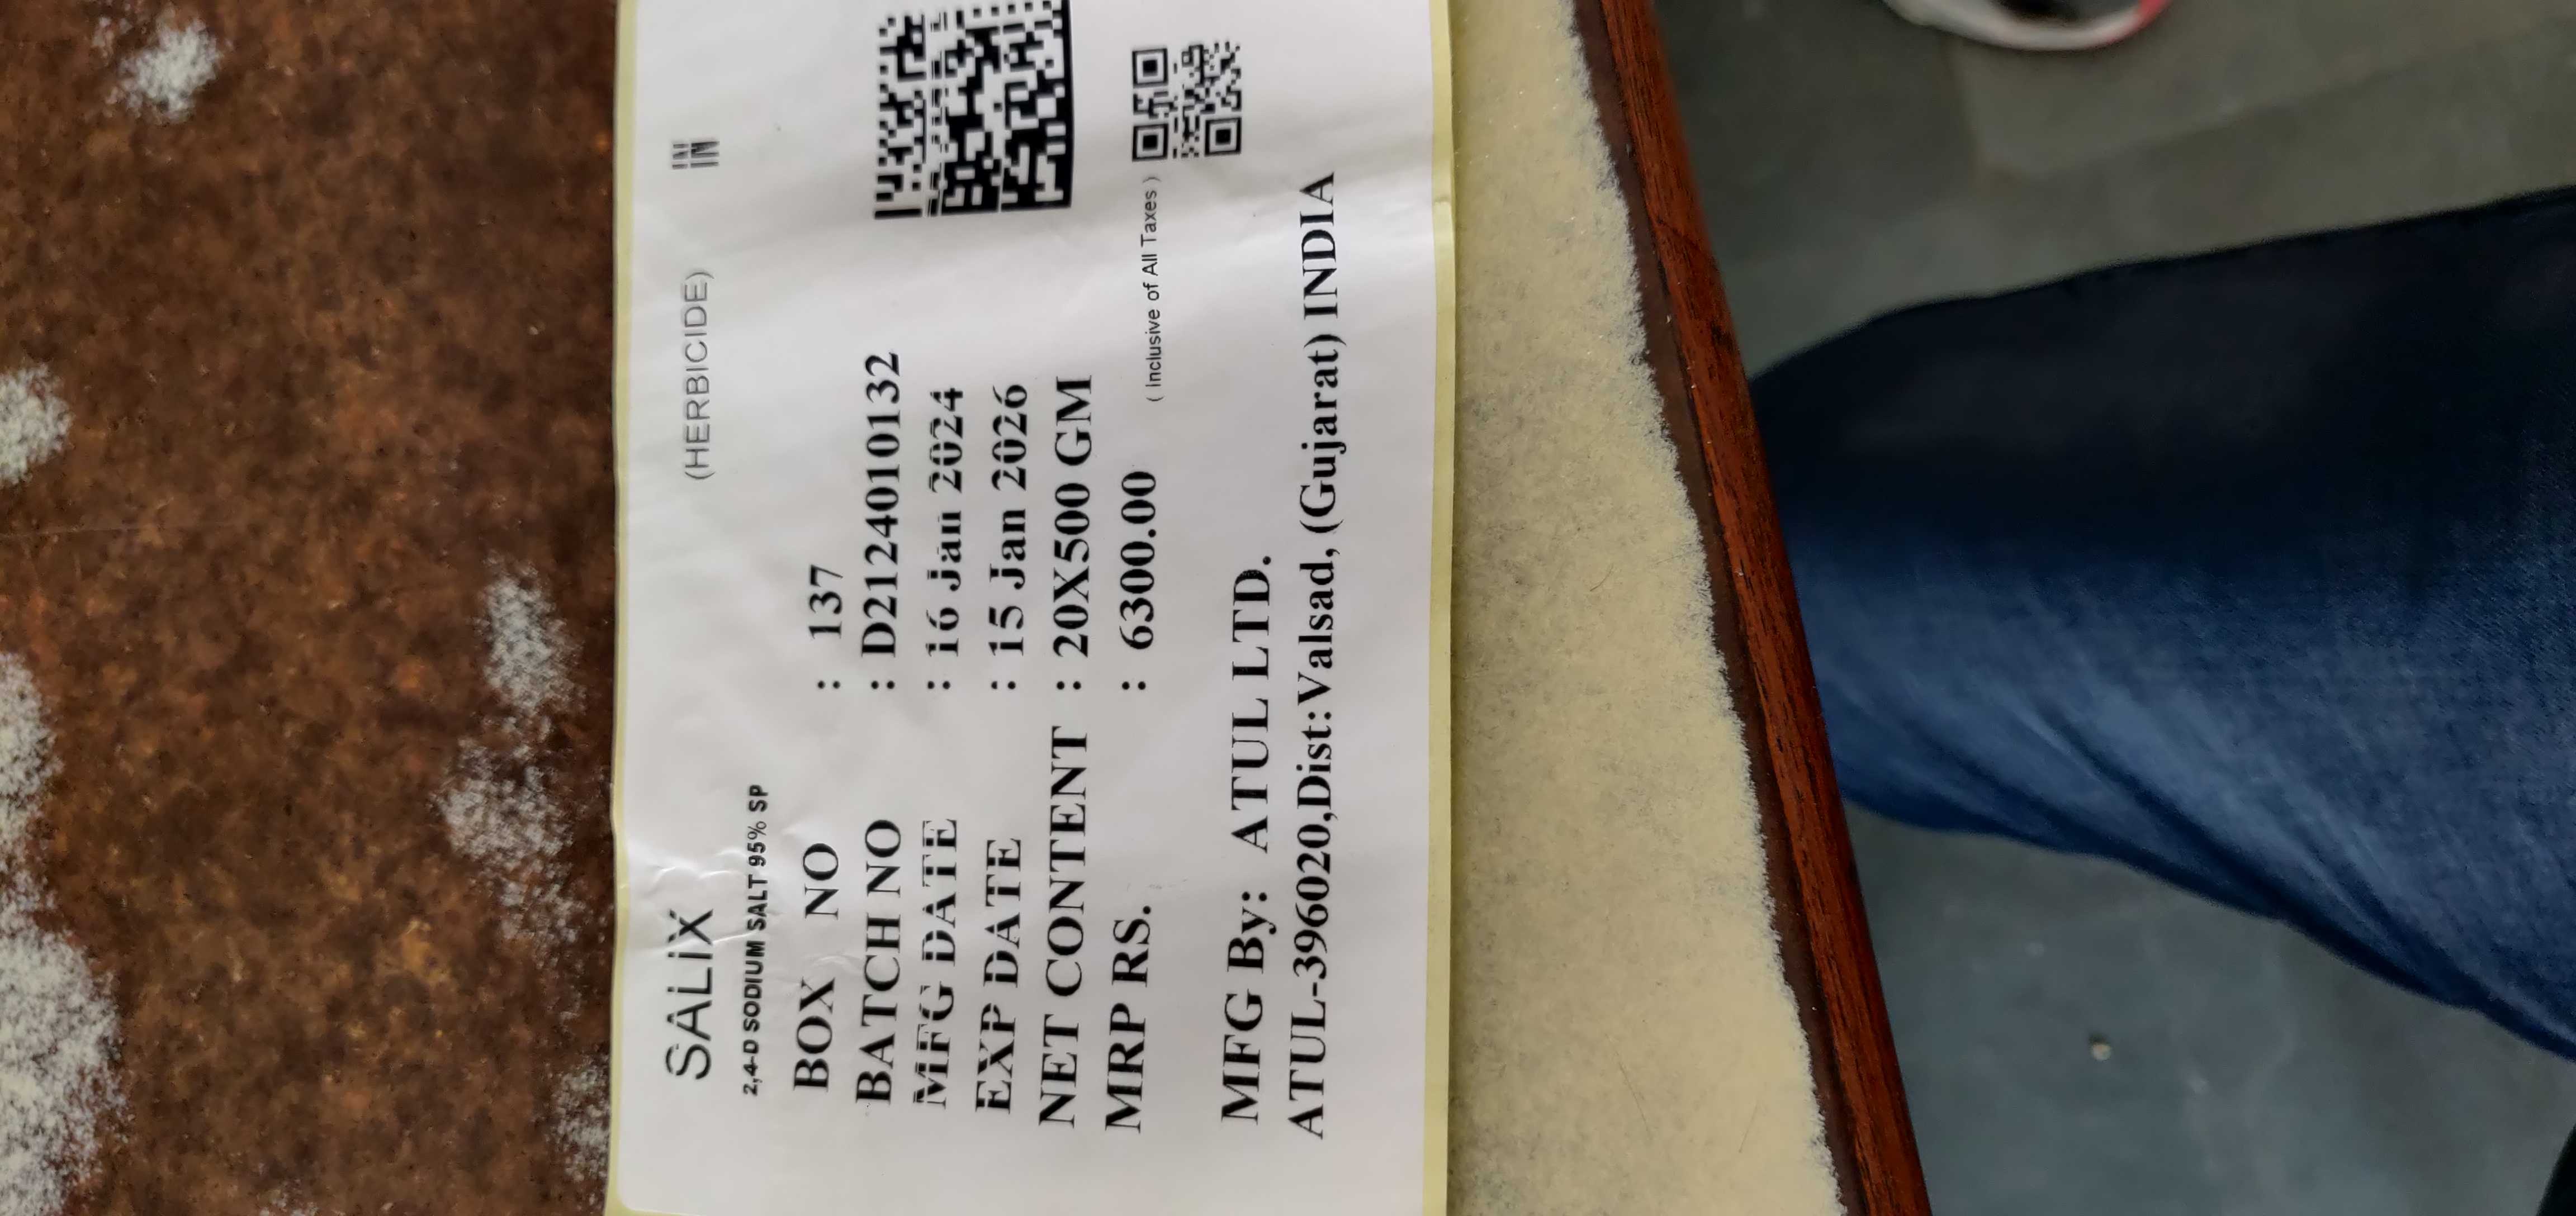 SALIX (HERBICIDE) IN
2,4-D SODIUM SALT 95% SP
BOX NO : 137
BATCH NO : D2124010132
MFG DATE : 16 Jan 2024
EXP DATE : 15 Jan 2026
NET CONTENT : 20X500 GM
MRP RS. : 6300.00 ( Inclusive of All Taxes )
MFG By: ATUL LTD.
ATUL-396020,Dist:Valsad, (Gujarat) INDIA